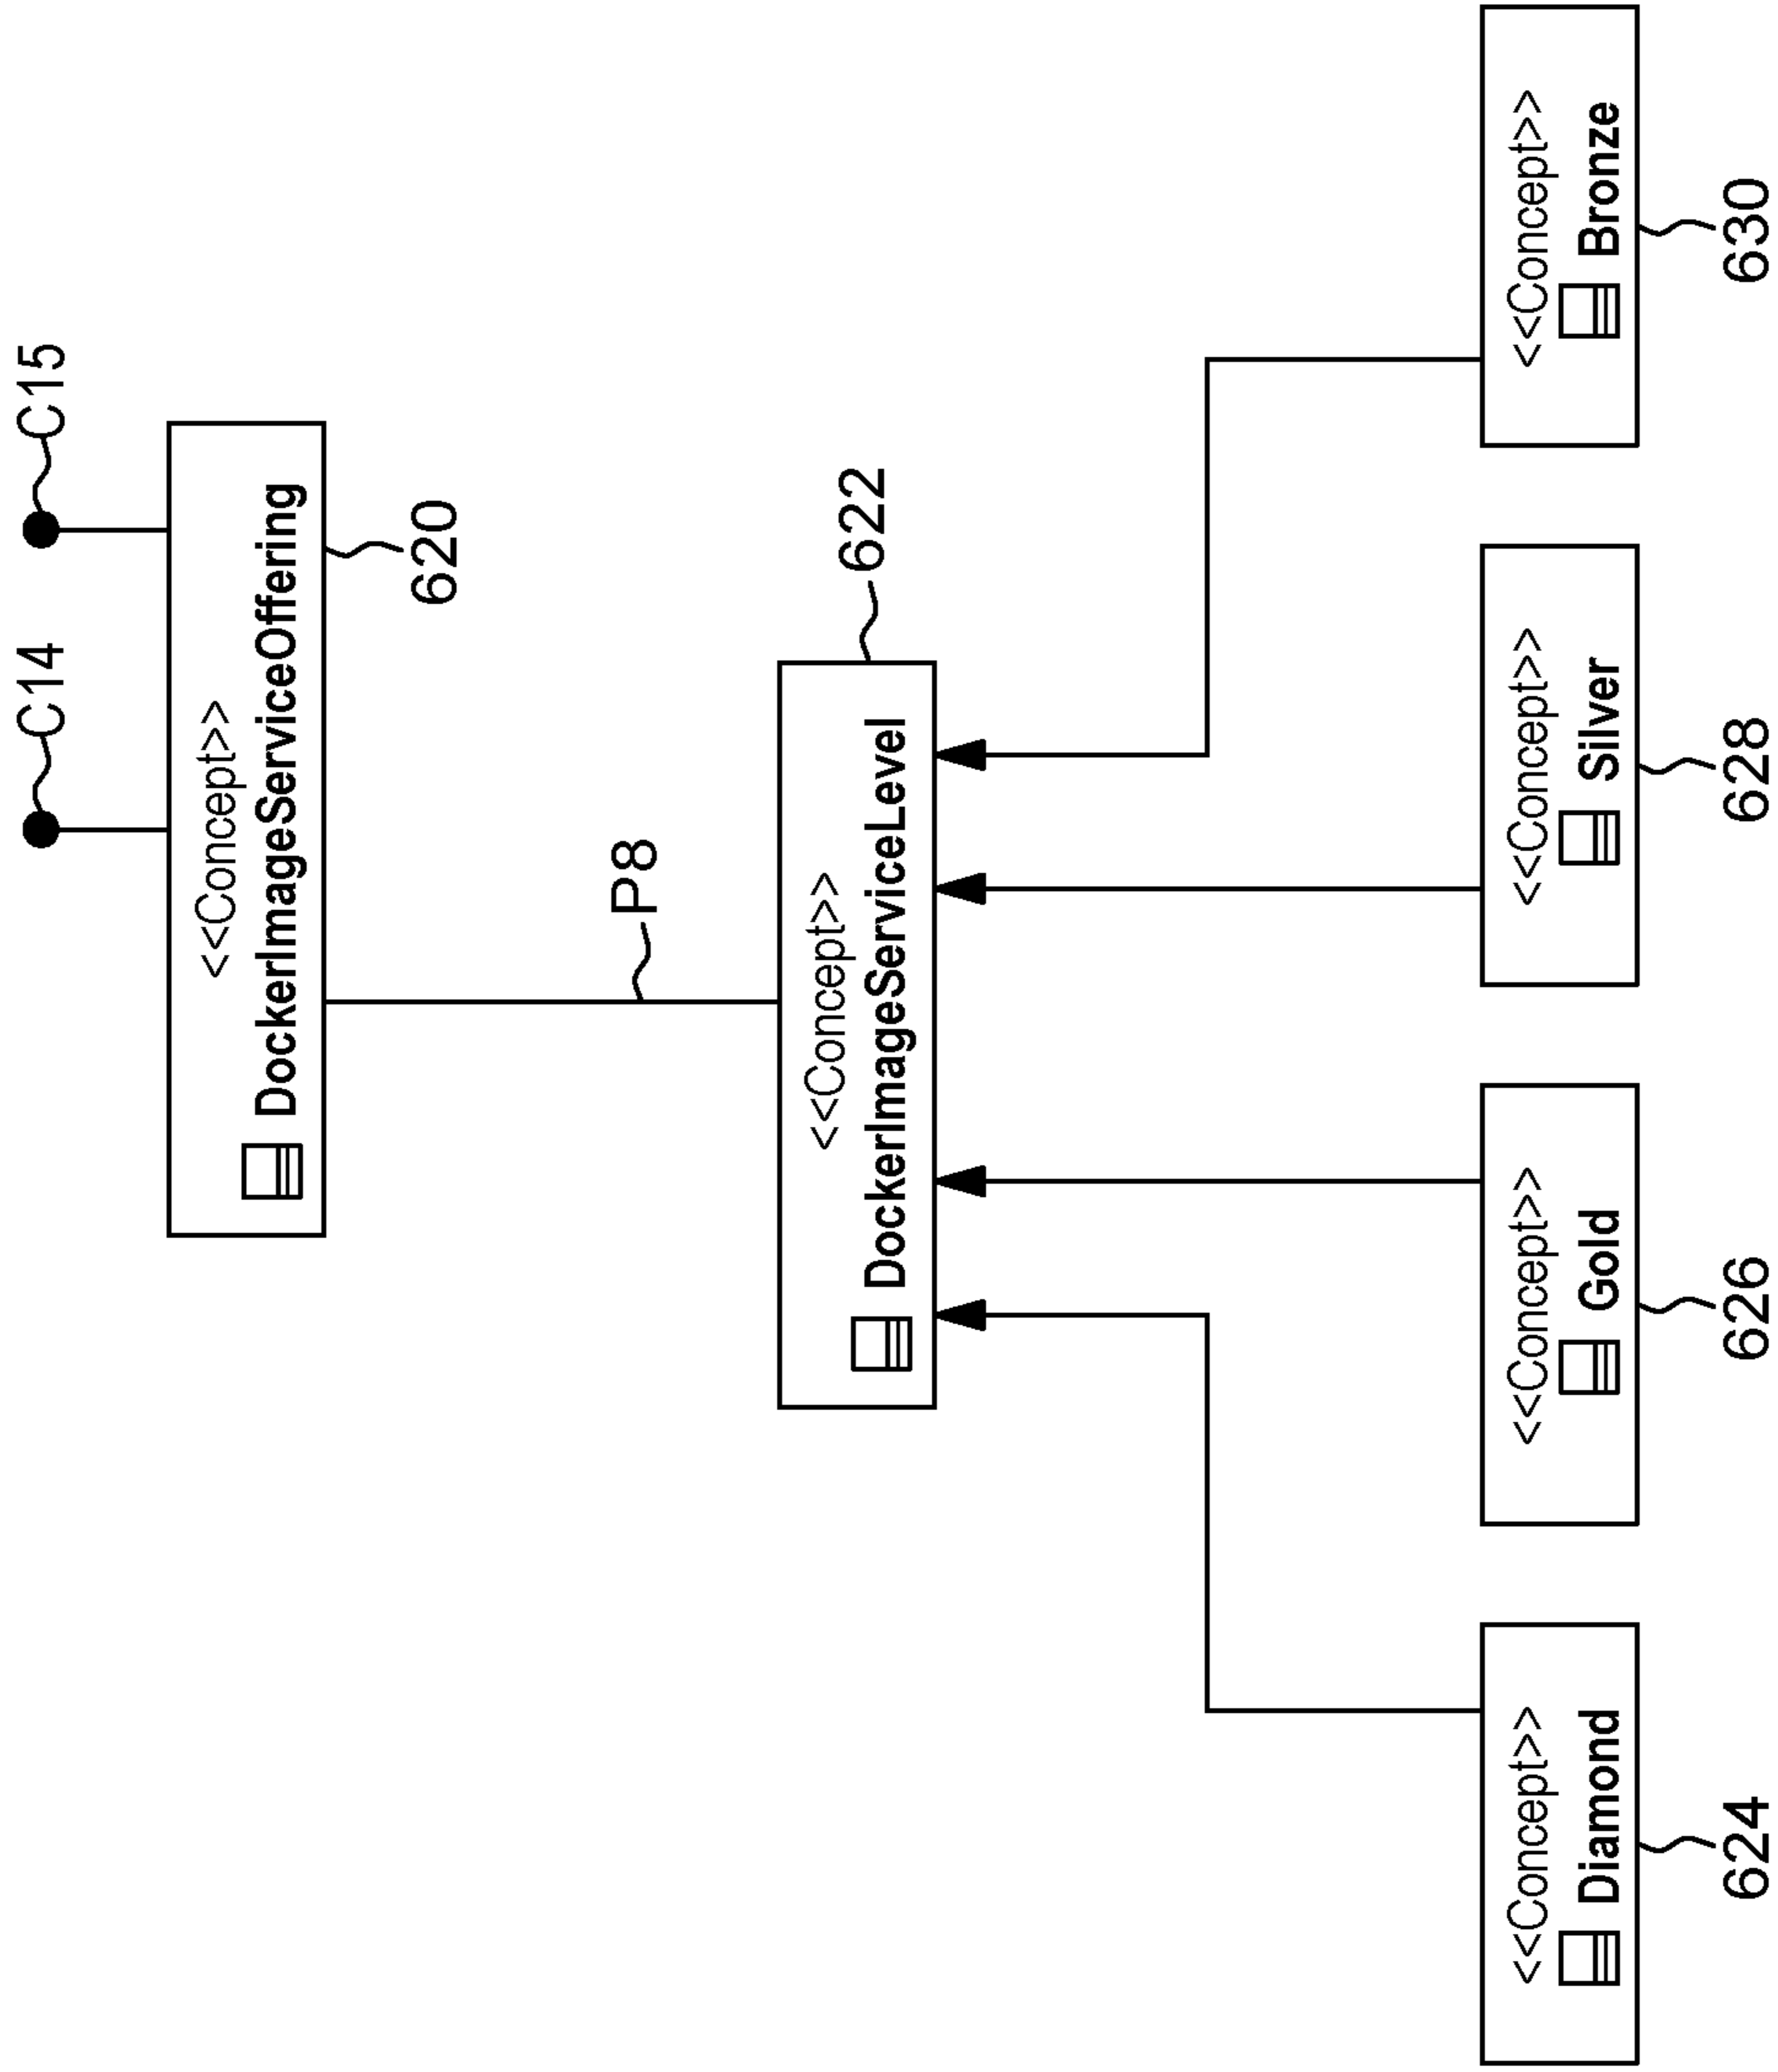 C14
C15
<<Concept>>
DockerImageServiceOffering
620
P8
<<Concept>>
DockerImageServiceLevel
622
<<Concept>>
Diamond
624
<<Concept>>
Gold
626
<<Concept>>
Silver
628
<<Concept>>
Bronze
630